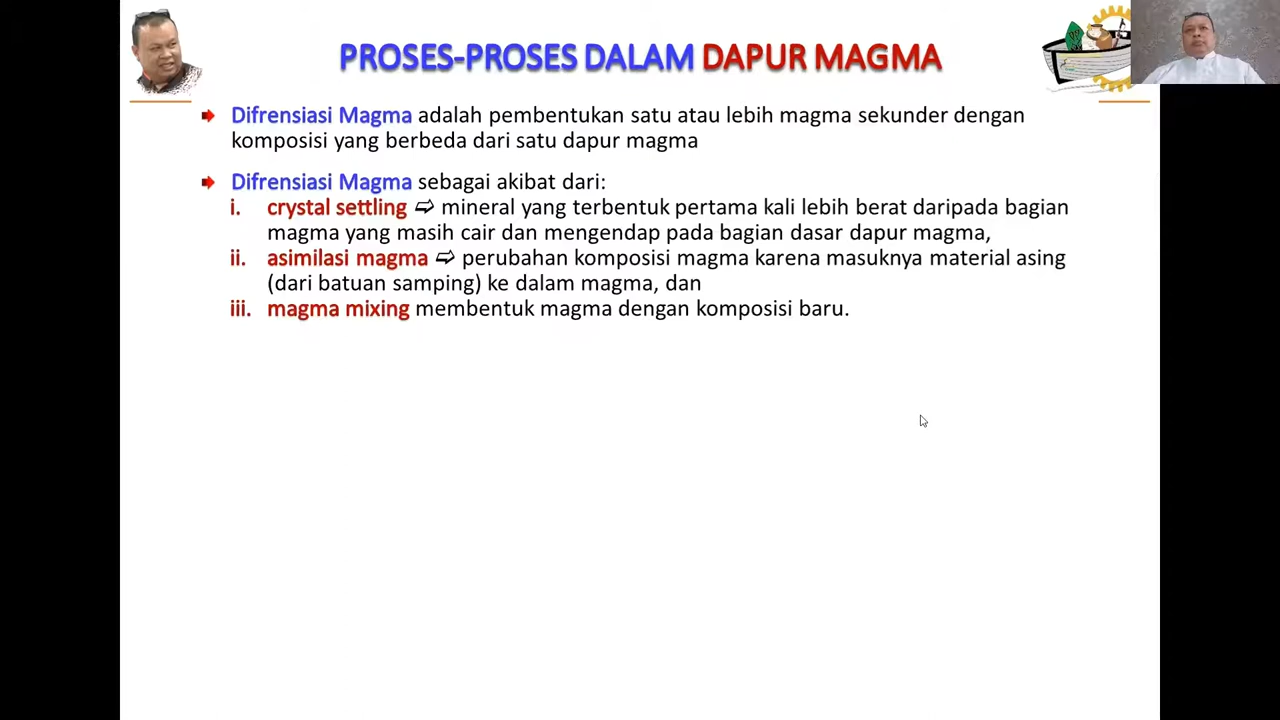 PROSES-PROSES DALAM DAPUR MAGMA
Difrensiasi Magma adalah pembentukan satu atau lebih magma sekunder dengan
komposisi yang berbeda dari satu dapur magma
Difrensiasi Magma sebagai akibat dari:
i. crystal settling ➩ mineral yang terbentuk pertama kali lebih berat daripada bagian
magma yang masih cair dan mengendap pada bagian dasar dapur magma,
ii. asimilasi magma ➩ perubahan komposisi magma karena masuknya material asing
(dari batuan samping) ke dalam magma, dan
iii. magma mixing membentuk magma dengan komposisi baru.